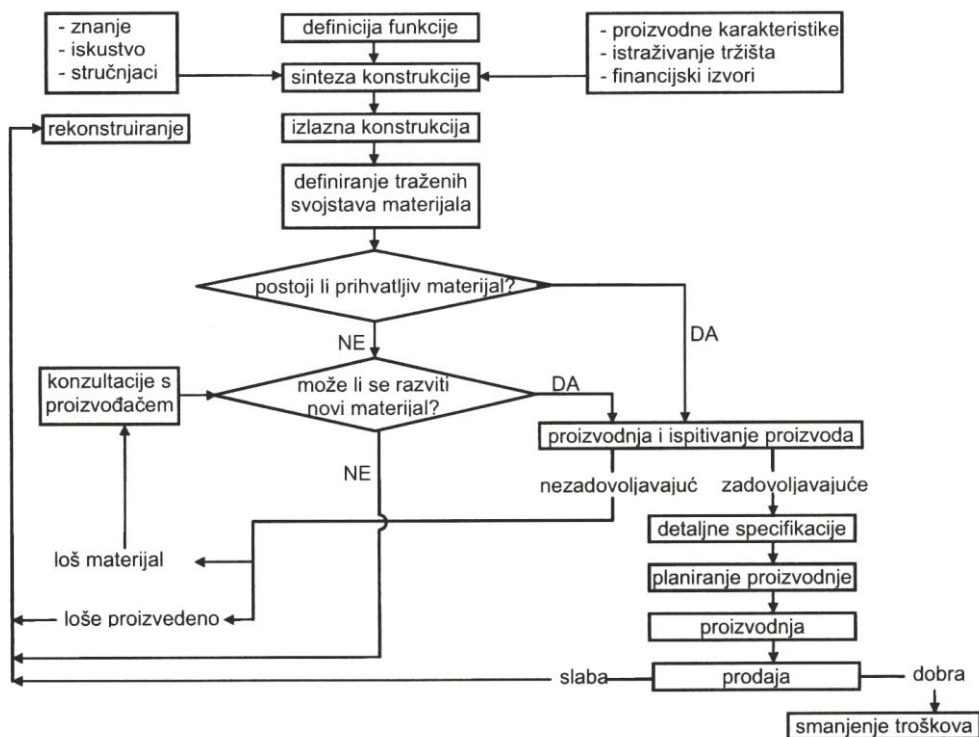 - znanje
- iskustvo
- stručnjaci
definicija funkcije
- proizvodne karakteristike
- istraživanje tržišta
- financijski izvori
sinteza konstrukcije
rekonstruiranje
izlazna konstrukcija
definiranje traženih
svojstava materijala
postoji li prihvatljiv materijal?
NE
DA
konzultacije s
proizvođačem
može li se razviti
novi materijal?
DA
proizvodnja i ispitivanje proizvoda
NE
nezadovoljavajuć
zadovoljavajuće
detaljne specifikacije
loš materijal
planiranje proizvodnje
loše proizvedeno
proizvodnja
slaba
prodaja
dobra
smanjenje troškova